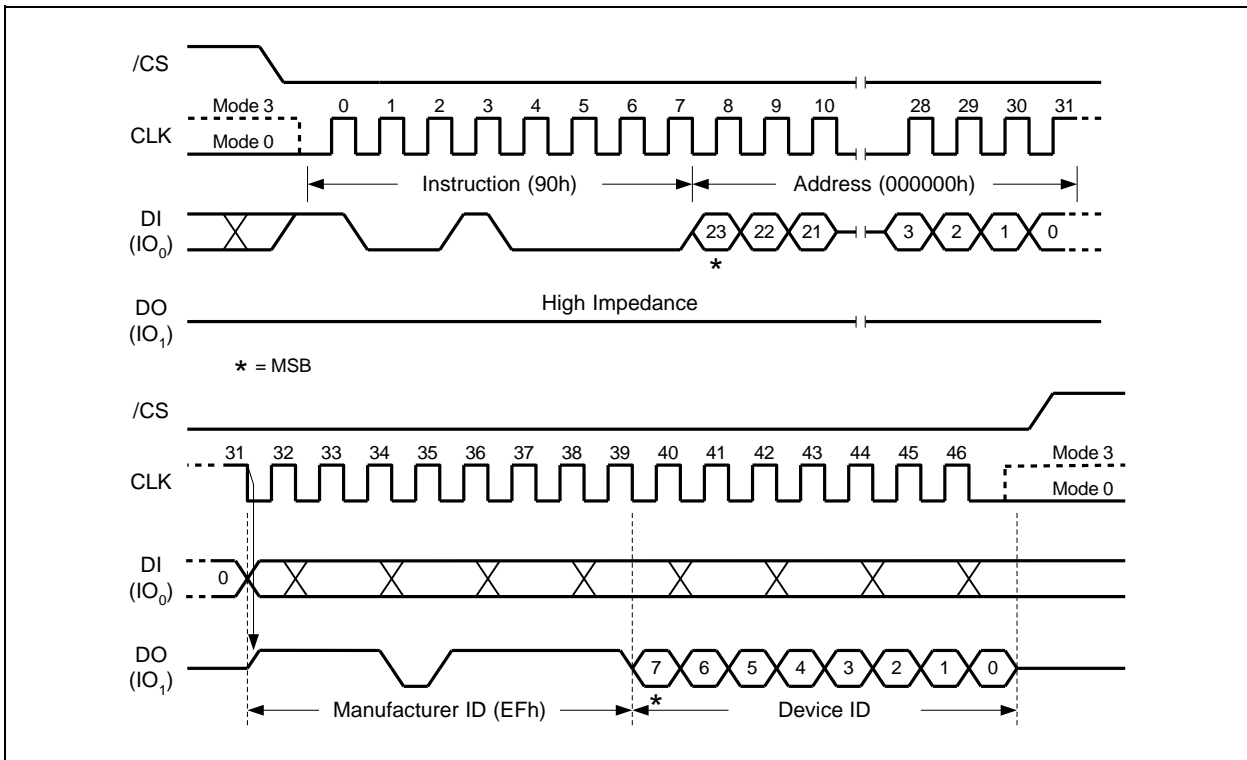 /CS
Mode 3
0 1 2 3 4 5 6 7 8 9 10 28 29 30 31
CLK
Mode 0
Instruction (90h) Address (000000h)
DI
(IO0)
23 22 21 3 2 1 0
*
High Impedance
DO
(IO1)
* = MSB
/CS
31 32 33 34 35 36 37 38 39 40 41 42 43 44 45 46
Mode 3
CLK
Mode 0
DI
(IO0)
0
DO
(IO1)
7 6 5 4 3 2 1 0
*
Manufacturer ID (EFh) Device ID